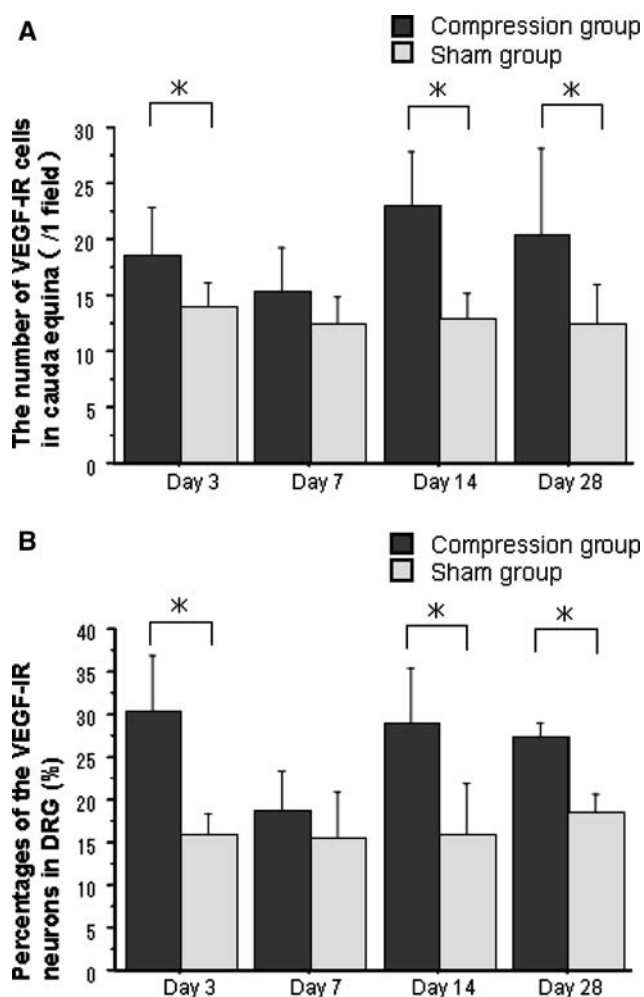 A
Compression group
Sham group
*
*
*
The number of VEGF-IR cells
in cauda equina ( /1 field )
30
25
20
15
10
5
0
Day 3
Day 7
Day 14
Day 28
B
Compression group
Sham group
*
*
*
Percentages of the VEGF-IR
neurons in DRG (%)
40
35
30
25
20
15
10
5
0
Day 3
Day 7
Day 14
Day 28